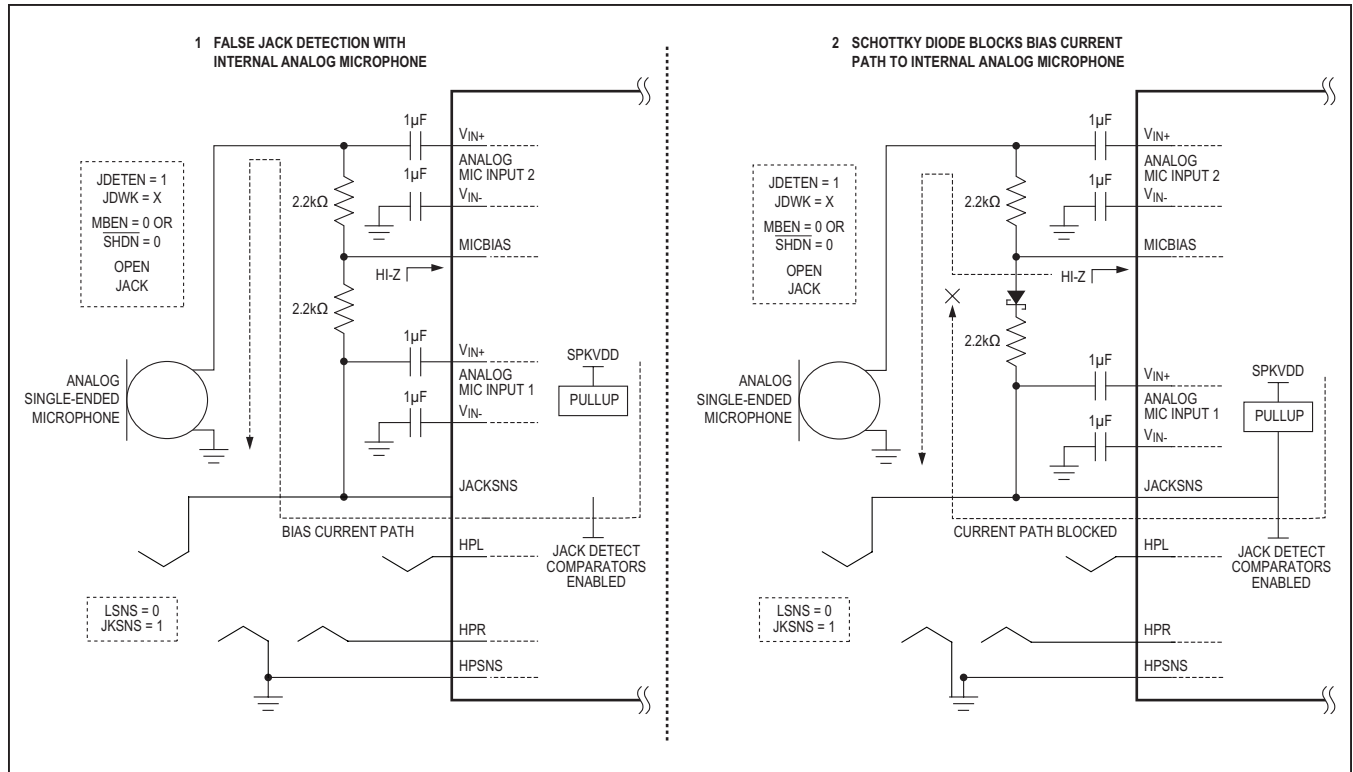 1 FALSE JACK DETECTION WITH
INTERNAL ANALOG MICROPHONE
1µF
VIN+
ANALOG
MIC INPUT 2
1µF
VIN-
JDETEN = 1
JDWK = X
MBEN = 0 OR
SHDN = 0
OPEN
JACK
2.2kΩ
MICBIAS
HI-Z
2.2kΩ
1µF
VIN+
ANALOG
MIC INPUT 1
1µF
VIN-
SPKVDD
PULLUP
ANALOG
SINGLE-ENDED
MICROPHONE
JACKSNS
BIAS CURRENT PATH
HPL
JACK DETECT
COMPARATORS
ENABLED
LSNS = 0
JKSNS = 1
HPR
HPSNS
2 SCHOTTKY DIODE BLOCKS BIAS CURRENT
PATH TO INTERNAL ANALOG MICROPHONE
1µF
VIN+
ANALOG
MIC INPUT 2
1µF
VIN-
JDETEN = 1
JDWK = X
MBEN = 0 OR
SHDN = 0
OPEN
JACK
2.2kΩ
MICBIAS
HI-Z
2.2kΩ
1µF
VIN+
ANALOG
MIC INPUT 1
1µF
VIN-
SPKVDD
PULLUP
ANALOG
SINGLE-ENDED
MICROPHONE
JACKSNS
CURRENT PATH BLOCKED
HPL
JACK DETECT
COMPARATORS
ENABLED
LSNS = 0
JKSNS = 1
HPR
HPSNS